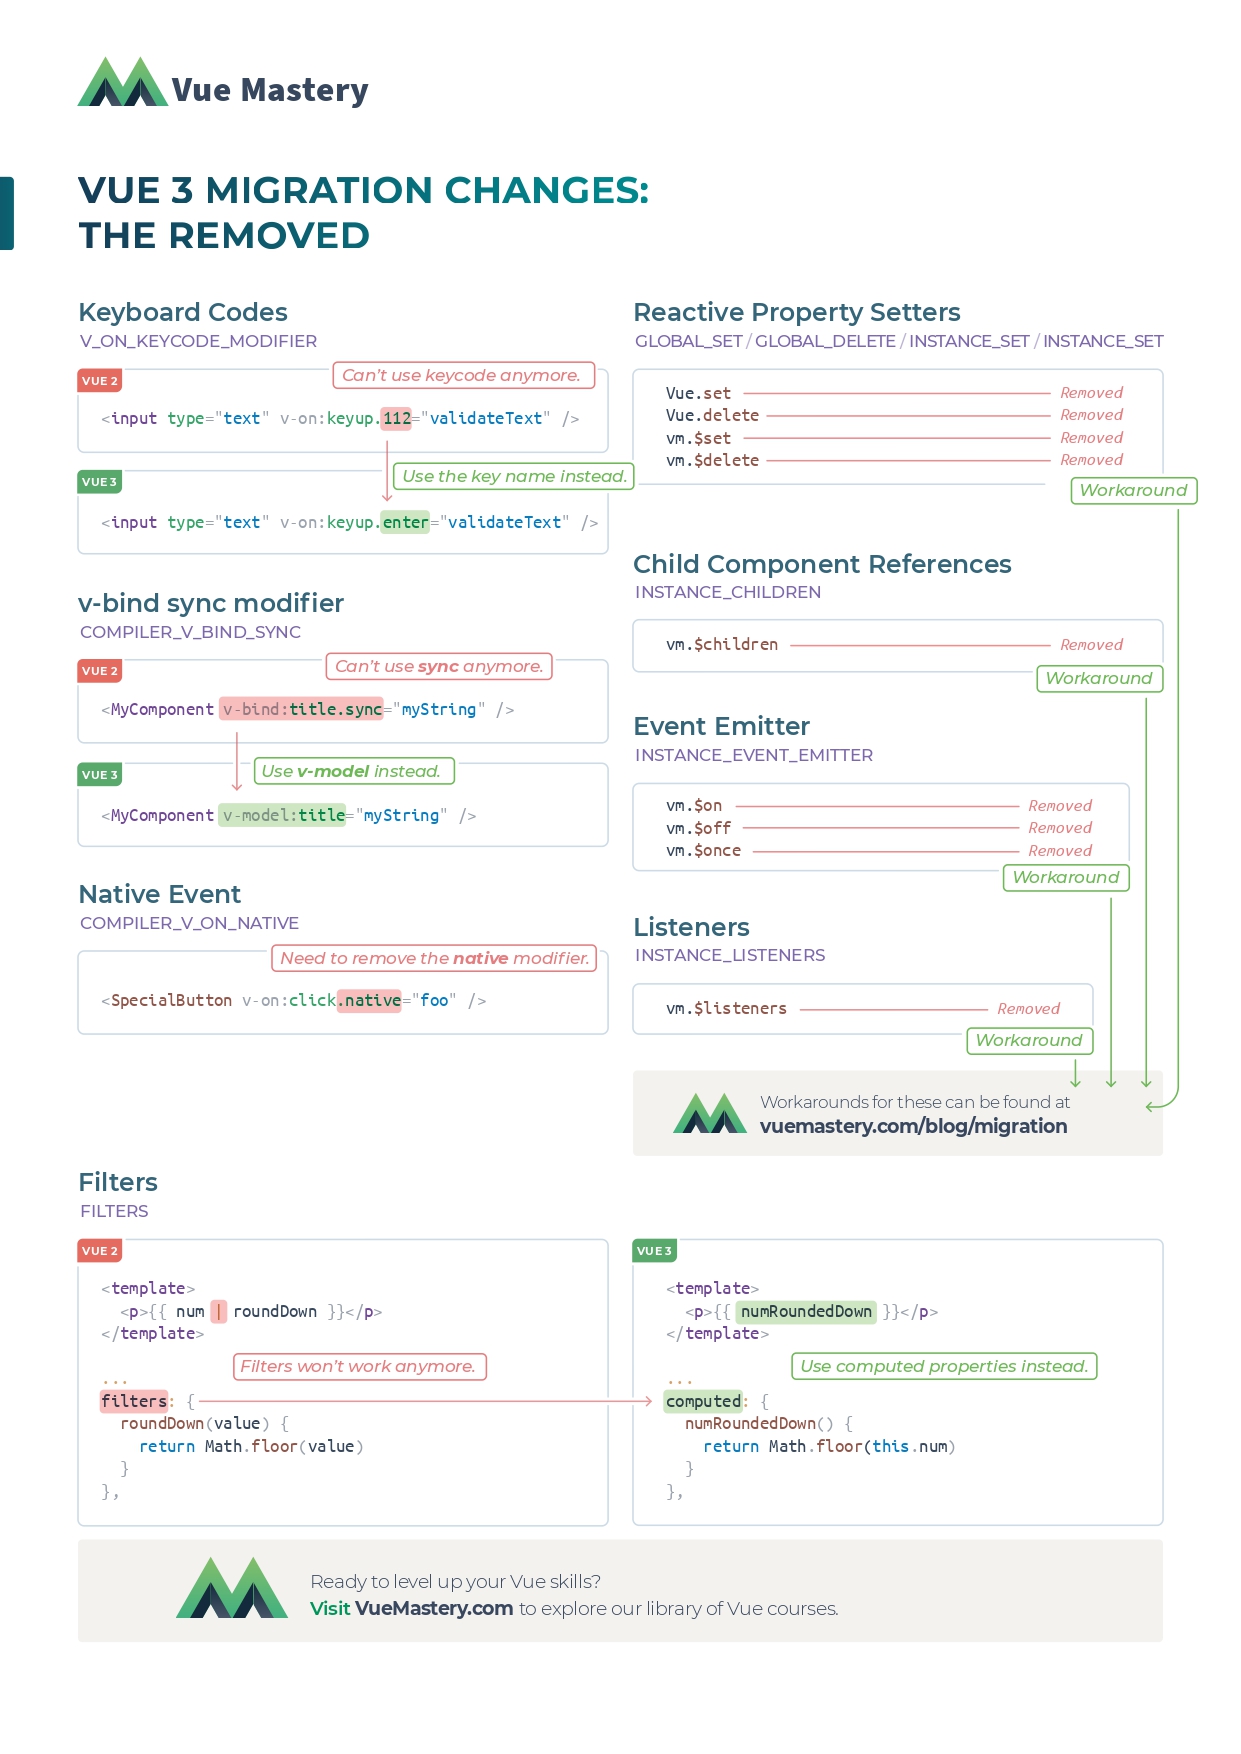 Vue Mastery
VUE 3 MIGRATION CHANGES:
THE REMOVED
Keyboard Codes
V_ON_KEYCODE_MODIFIER
VUE 2
Can't use keycode anymore.
<input type="text" v-on:keyup.112="validateText" />
VUE 3
Use the key name instead.
<input type="text" v-on:keyup.enter="validateText" />
v-bind sync modifier
COMPILER_V_BIND_SYNC
VUE 2
Can't use sync anymore.
<MyComponent v-bind:title.sync="myString" />
VUE 3
Use v-model instead.
<MyComponent v-model:title="myString" />
Native Event
COMPILER_V_ON_NATIVE
Need to remove the native modifier.
<SpecialButton v-on:click.native="foo" />
Reactive Property Setters
GLOBAL_SET / GLOBAL_DELETE / INSTANCE_SET / INSTANCE_SET
Vue.set Removed
Vue.delete Removed
vm.$set Removed
vm.$delete Removed
Workaround
Child Component References
INSTANCE_CHILDREN
vm.$children Removed
Workaround
Event Emitter
INSTANCE_EVENT_EMITTER
vm.$on Removed
vm.$off Removed
vm.$once Removed
Workaround
Listeners
INSTANCE_LISTENERS
vm.$listeners Removed
Workaround
Workarounds for these can be found at
vuemastery.com/blog/migration
Filters
FILTERS
VUE 2
<template>
<p>{{ num | roundDown }}</p>
</template>
Filters won't work anymore.
...
filters: {
roundDown(value) {
return Math.floor(value)
}
},
VUE 3
<template>
<p>{{ numRoundedDown }}</p>
</template>
Use computed properties instead.
...
computed: {
numRoundedDown() {
return Math.floor(this.num)
}
},
Ready to level up your Vue skills?
Visit VueMastery.com to explore our library of Vue courses.